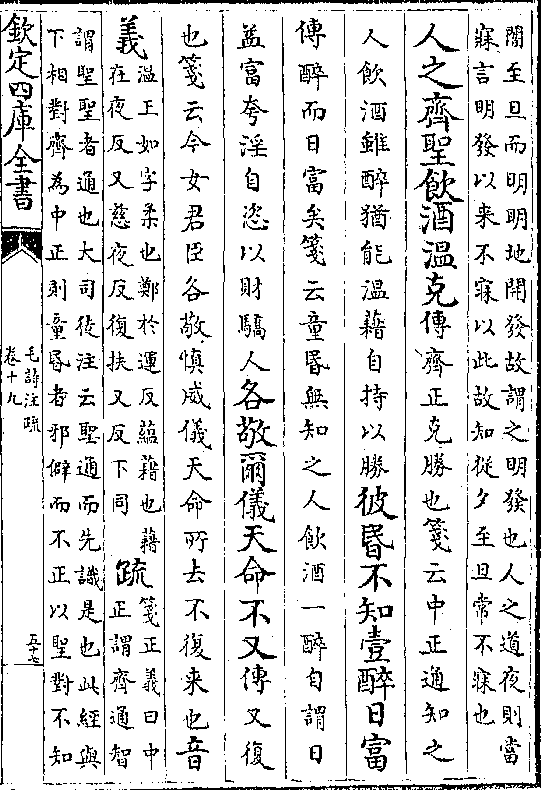 闇至旦而明明地開發故謂之明發也人之道夜則當
寐言明發以来不寐以此故知從夕至旦常不寐也
人之齊聖飲酒温克傳齊正克勝也箋云中正通知之
人飲酒雖醉猶能温藉自持以勝彼昬不知壹醉日富
傳醉而日富矣箋云童昬無知之人飲酒一醉自謂日
益富夸淫自恣以財驕人各敬爾儀天命不又傳又復
也箋云今女君臣各敬慎威儀天命所去不復来也音
義
温王如字柔也鄭於運反蘊藉也藉
在夜反又慈夜反復扶又反下同
疏
箋正義曰中
正謂齊通智
謂聖聖者通也大司徒注云聖通而先識是也此經與
下相對齊為中正則童昬者邪僻而不正以聖對不知
欽定四庫全書
毛詩注疏
卷十九
五十七